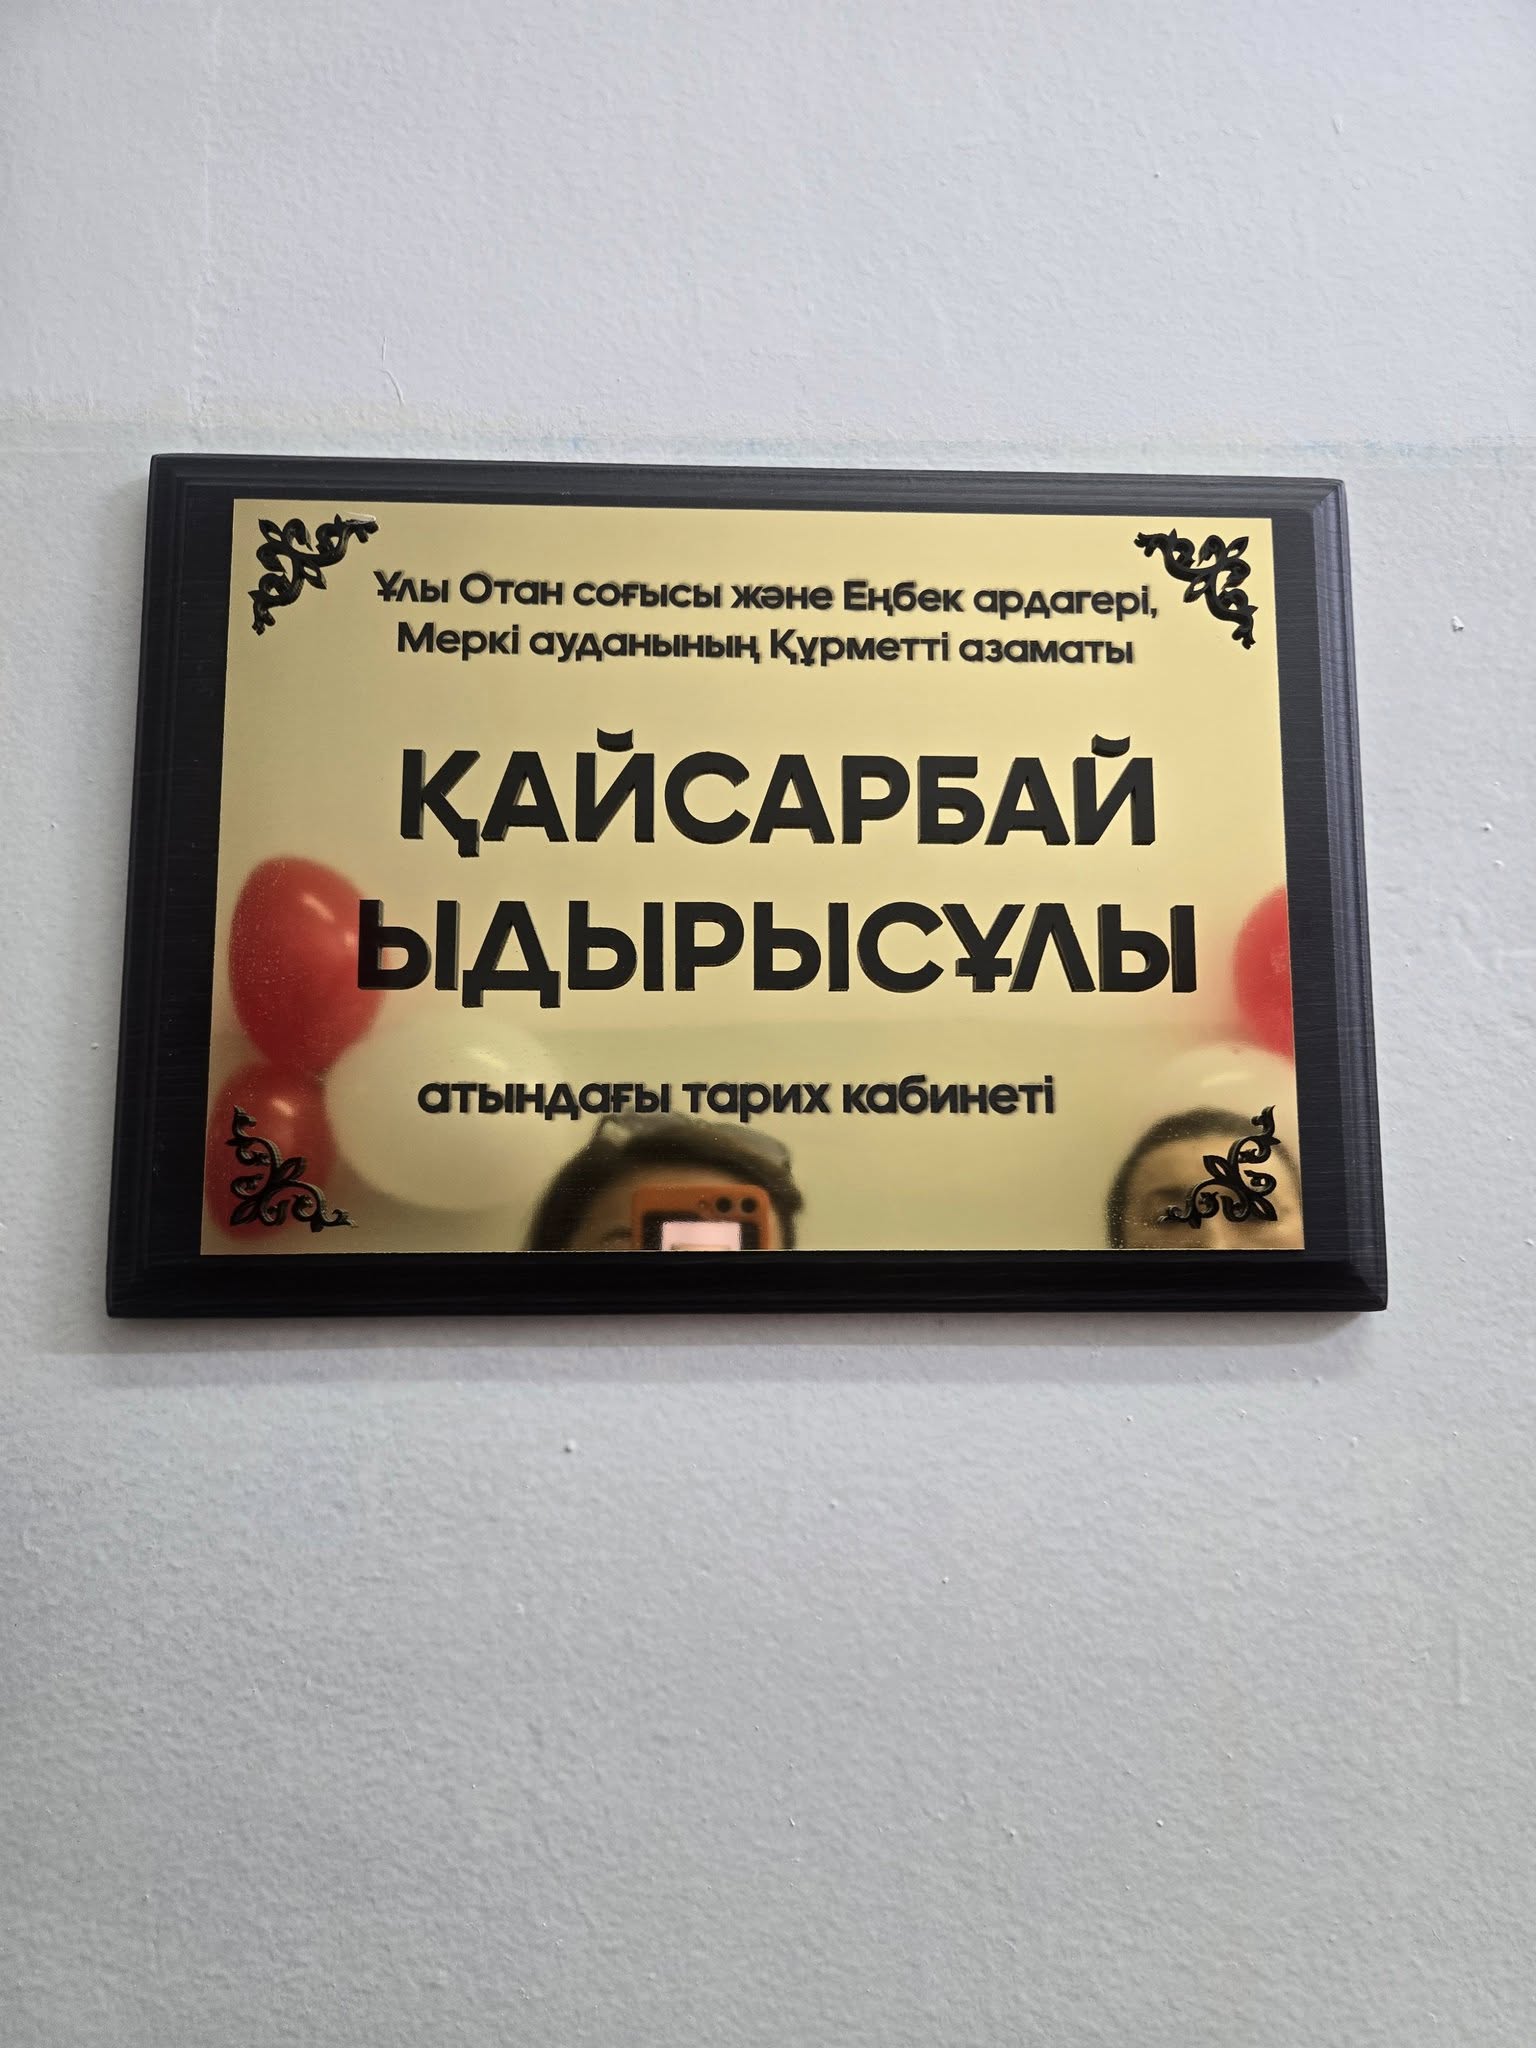 Ұлы Отан соғысы және Еңбек ардагері,
Меркі ауданының Құрметті азаматы
ҚАЙСАРБАЙ
ЫДЫРЫСҰЛЫ
атындағы тарих кабинеті